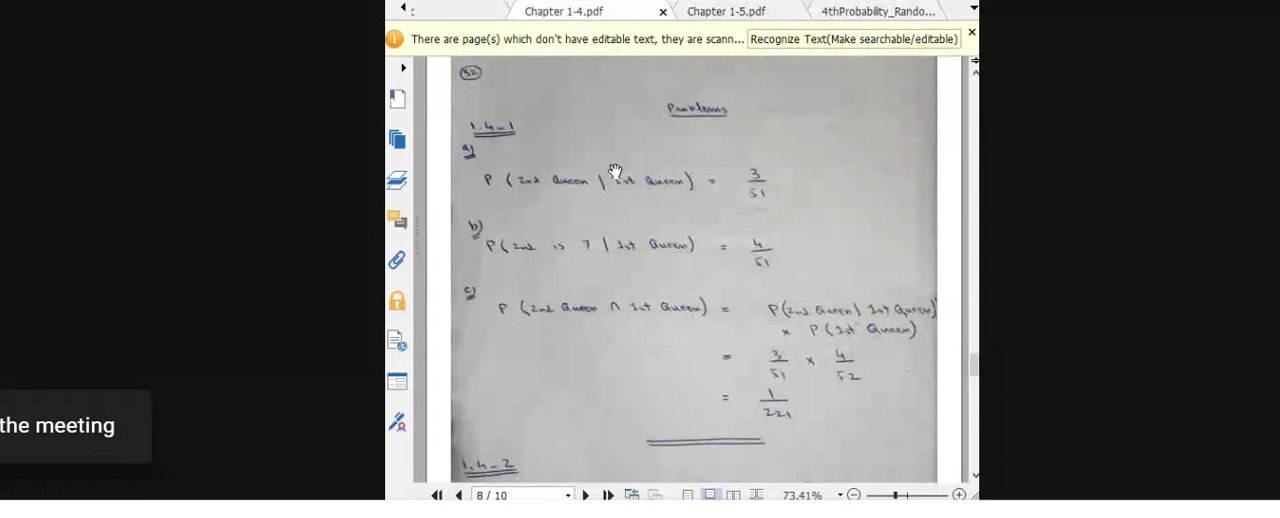 Chapter 1-4.pdf
Chapter 1-5.pdf
4thProbability_Rando...
There are page(s) which don't have editable text, they are scann...
Recognize Text(Make searchable/editable)
32
Problems
1.4-1
a)
P (2nd Queen | 1st Queen) = 3/51
b)
P(2nd is 7 | 1st Queen) = 4/51
c)
P (2nd Queen ∩ 1st Queen) = P(2nd Queen | 1st Queen)
× P(1st Queen)
= 3/51 × 4/52
= 1/221
1.4-2
the meeting
8 / 10
73.41%